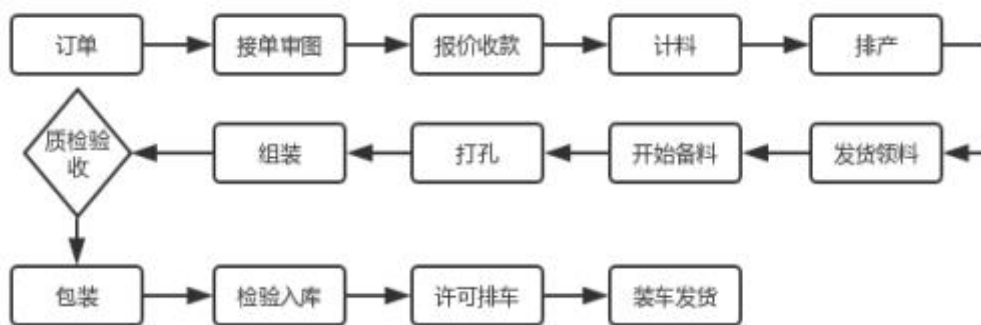 订单
接单审图
报价收款
计料
排产
发货领料
开始备料
打孔
组装
质检验
收
包装
检验入库
许可排车
装车发货